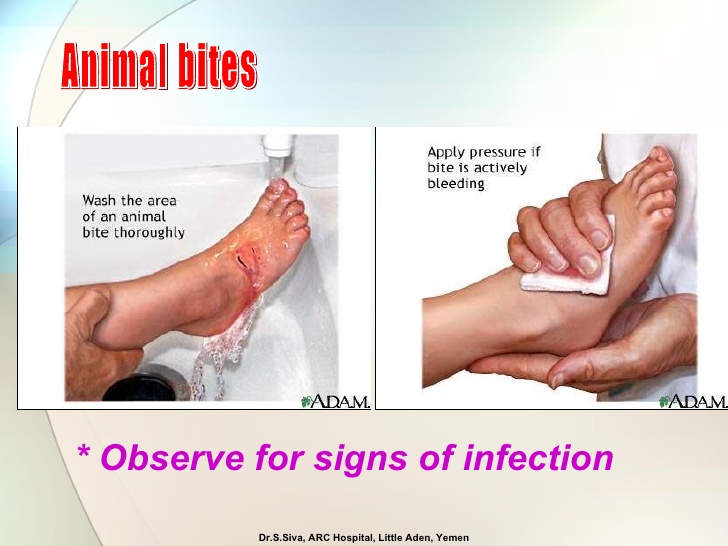 Animal bites
Wash the area
of an animal
bite thoroughly
A.D.A.M.
Apply pressure if
bite is actively
bleeding
A.D.A.M.
* Observe for signs of infection
Dr.S.Siva, ARC Hospital, Little Aden, Yemen